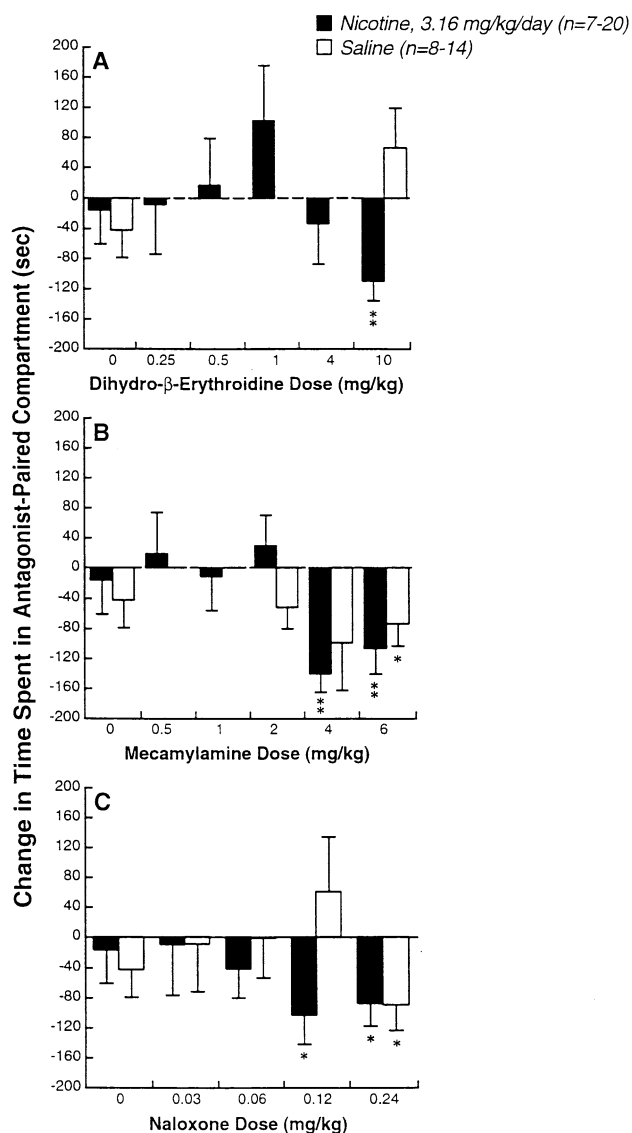 Nicotine, 3.16 mg/kg/day (n=7-20)
Saline (n=8-14)
Change in Time Spent in Antagonist-Paired Compartment (sec)
A
200
160
120
80
40
0
-40
-80
-120
-160
-200
**
0 0.25 0.5 1 4 10
Dihydro-β-Erythroidine Dose (mg/kg)
B
200
160
120
80
40
0
-40
-80
-120
-160
-200
** ** *
0 0.5 1 2 4 6
Mecamylamine Dose (mg/kg)
C
200
160
120
80
40
0
-40
-80
-120
-160
-200
* * *
0 0.03 0.06 0.12 0.24
Naloxone Dose (mg/kg)